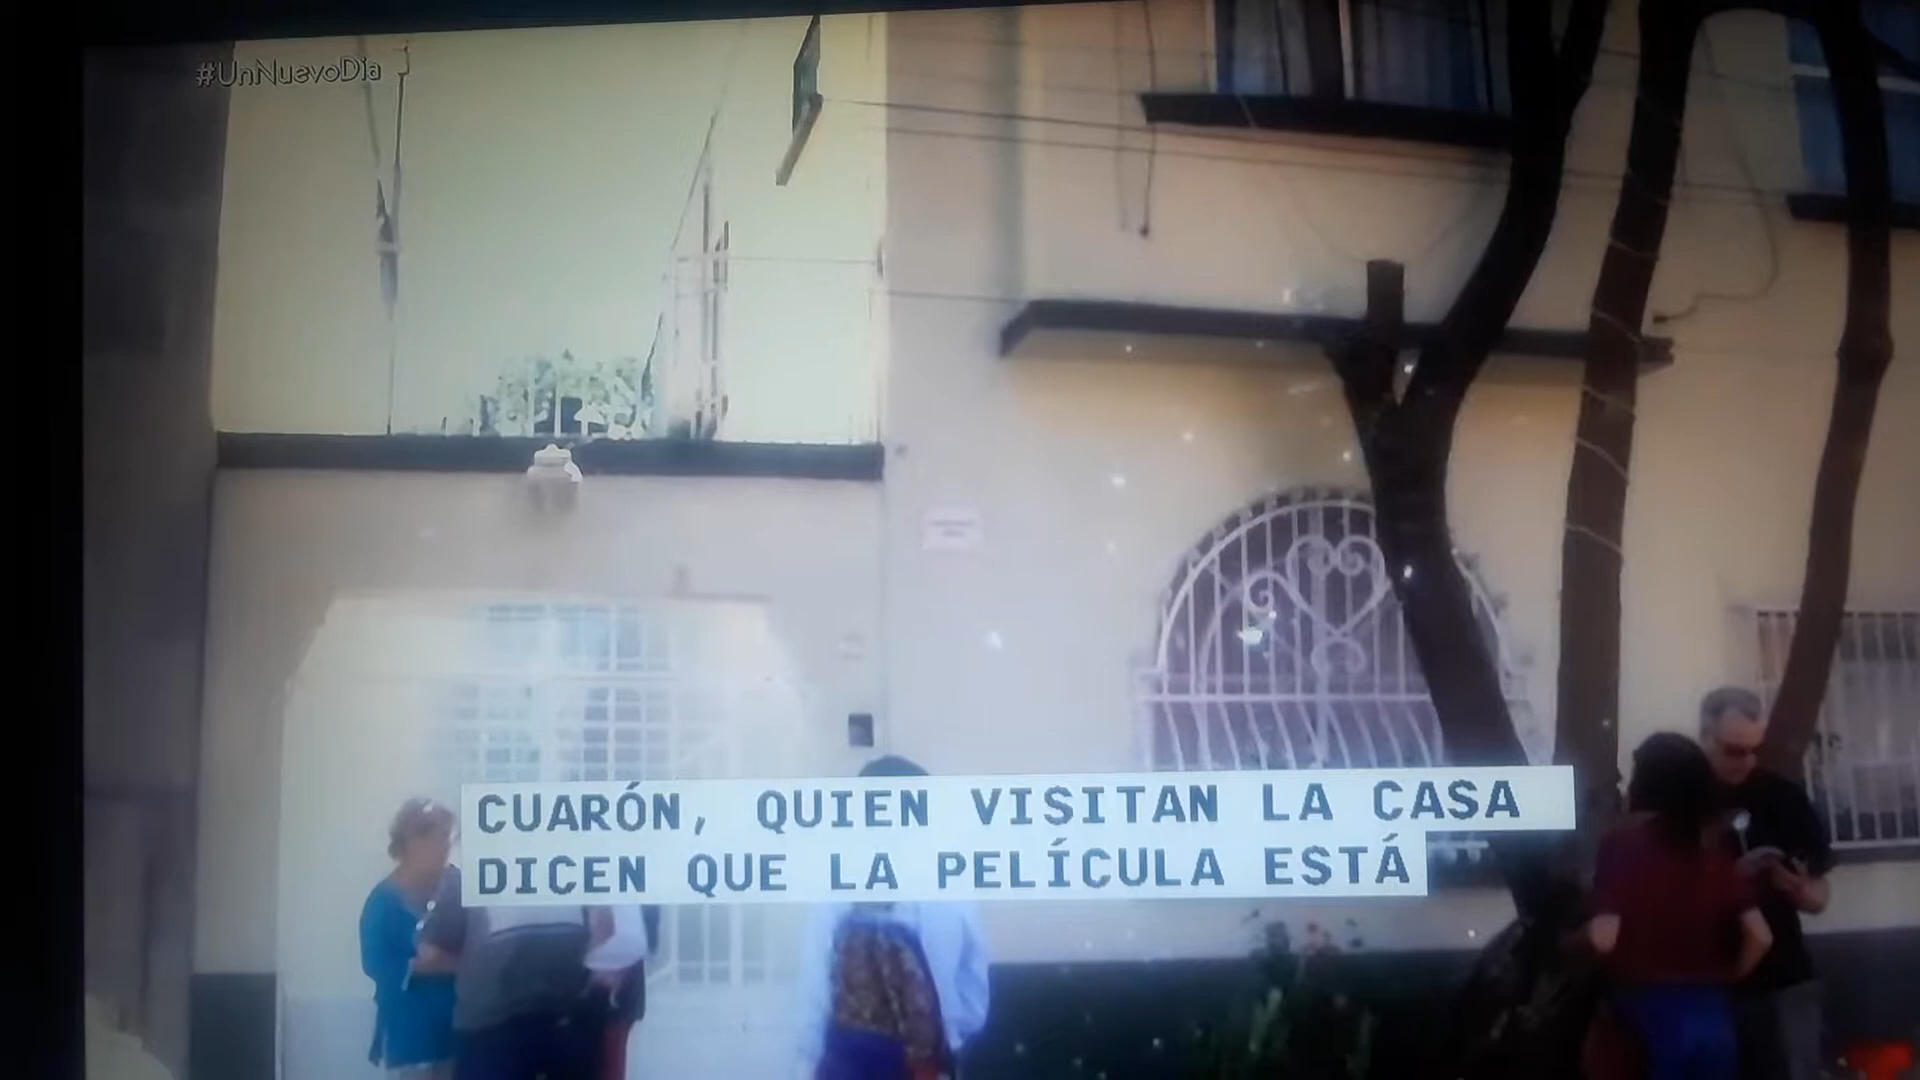 #UnNuevoDía
CUARÓN, QUIEN VISITAN LA CASA
DICEN QUE LA PELÍCULA ESTÁ